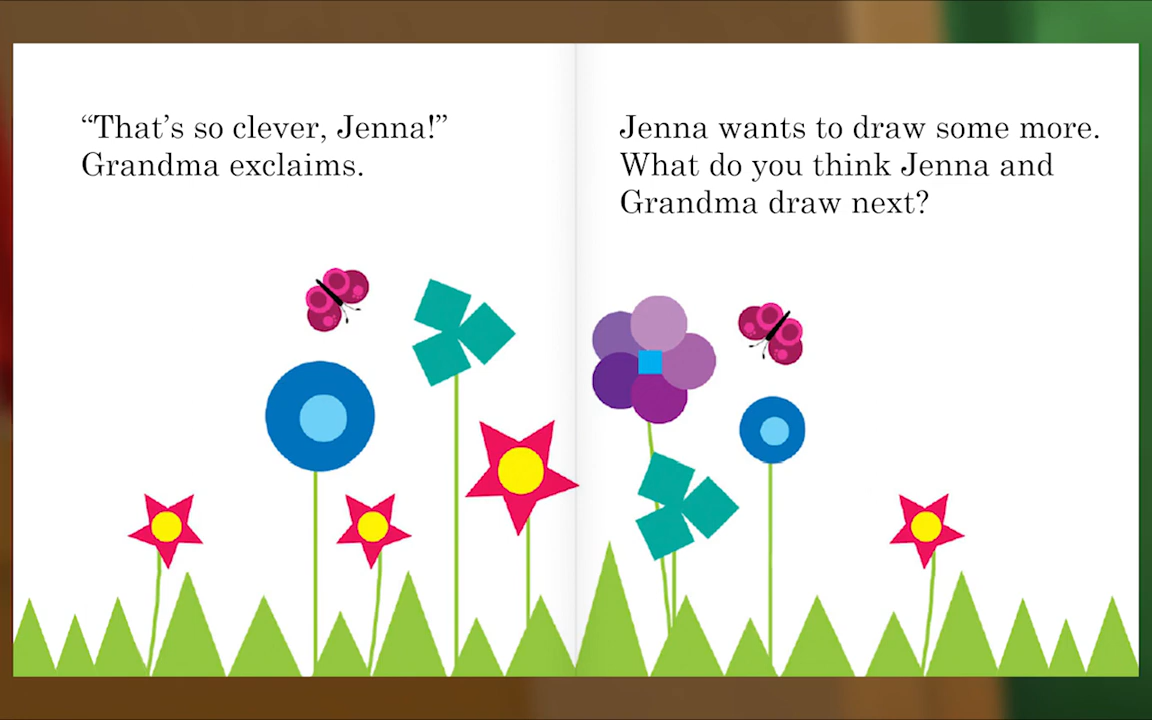 “That’s so clever, Jenna!”
Grandma exclaims.
Jenna wants to draw some more.
What do you think Jenna and
Grandma draw next?